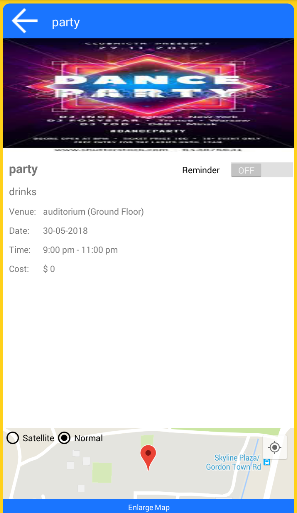 party
CLUBNICIA PRESENTS
DANCE
PARTY
#DANCEPARTY
party
Reminder OFF
drinks
Venue: auditorium (Ground Floor)
Date: 30-05-2018
Time: 9:00 pm - 11:00 pm
Cost: $ 0
Satellite Normal
Skyline Plaza/
Gordon Town Rd
Enlarge Map